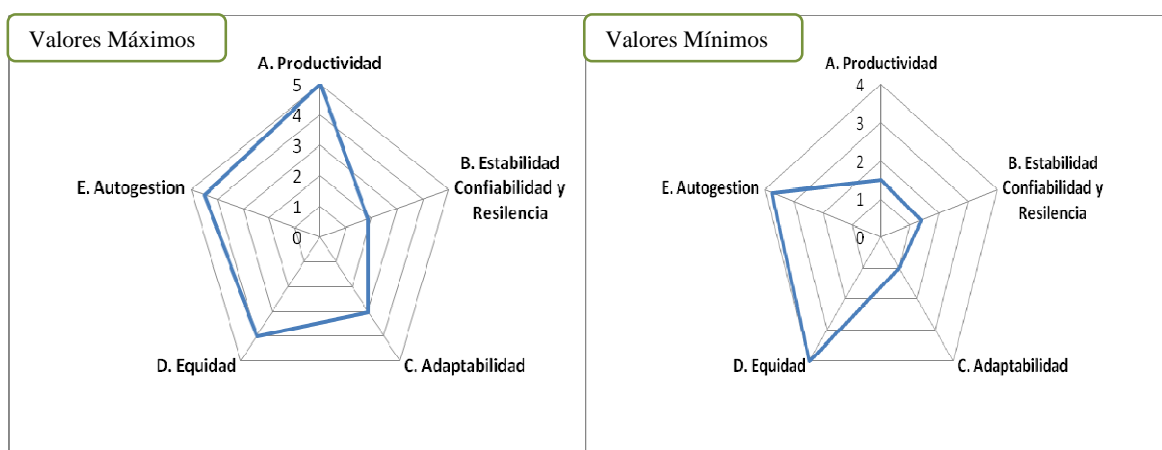 Valores Máximos
A. Productividad
5
4
3
2
1
0
B. Estabilidad
Confiabilidad y
Resilencia
C. Adaptabilidad
D. Equidad
E. Autogestion
Valores Mínimos
A. Productividad
4
3
2
1
0
B. Estabilidad
Confiabilidad y
Resilencia
C. Adaptabilidad
D. Equidad
E. Autogestion